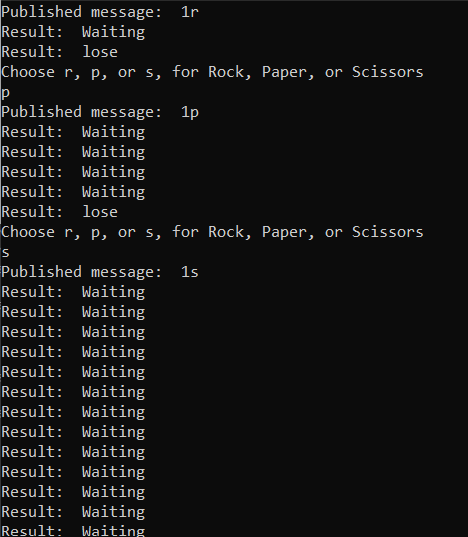 Published message:  1r
Result:  Waiting
Result:  lose
Choose r, p, or s, for Rock, Paper, or Scissors
p
Published message:  1p
Result:  Waiting
Result:  Waiting
Result:  Waiting
Result:  Waiting
Result:  lose
Choose r, p, or s, for Rock, Paper, or Scissors
s
Published message:  1s
Result:  Waiting
Result:  Waiting
Result:  Waiting
Result:  Waiting
Result:  Waiting
Result:  Waiting
Result:  Waiting
Result:  Waiting
Result:  Waiting
Result:  Waiting
Result:  Waiting
Result:  Waiting
Result:  Waiting